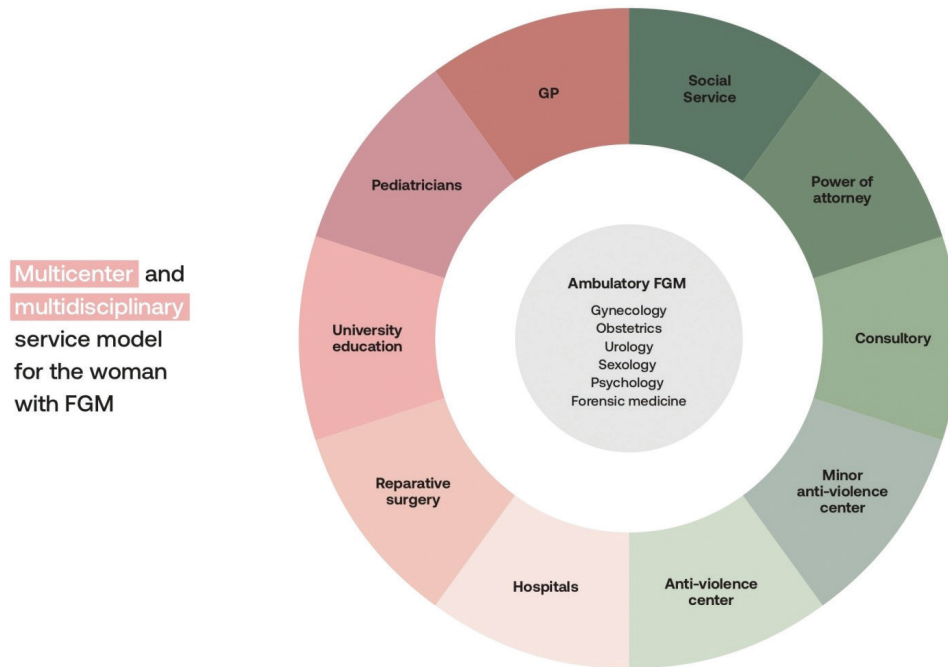 Multicenter and
multidisciplinary
service model
for the woman
with FGM
GP
Social
Service
Power of
attorney
Consultory
Minor
anti-violence
center
Anti-violence
center
Hospitals
Reparative
surgery
University
education
Pediatricians
Ambulatory FGM
Gynecology
Obstetrics
Urology
Sexology
Psychology
Forensic medicine